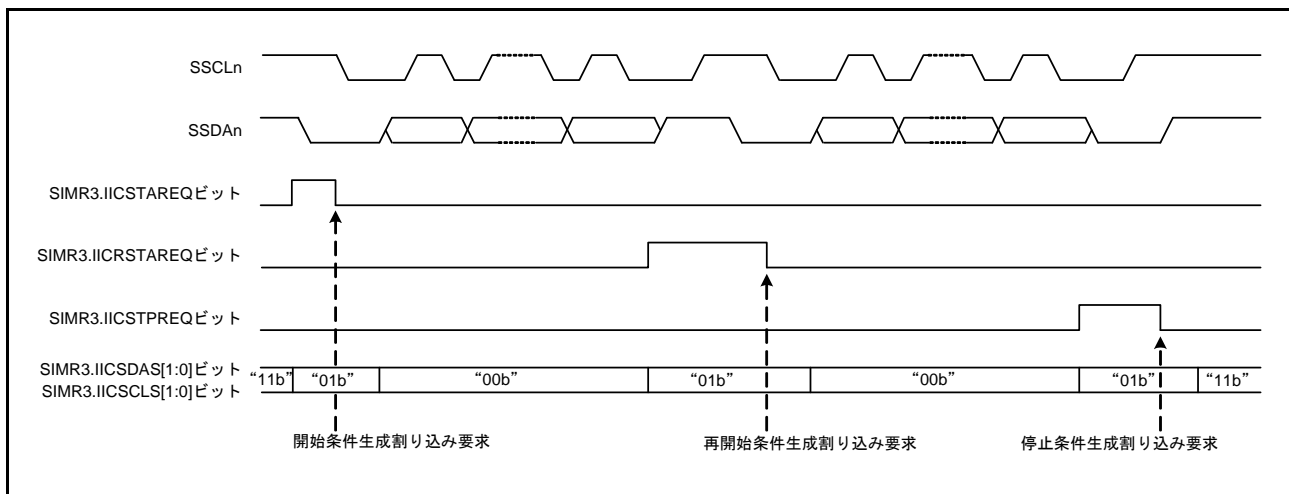 SSCLn
SSDAn
SIMR3.IICSTAREQビット
SIMR3.IICRSTAREQビット
SIMR3.IICSTPREQビット
SIMR3.IICSDAS[1:0]ビット
SIMR3.IICSCLS[1:0]ビット
“11b” “01b” “00b” “01b” “00b” “01b” “11b”
開始条件生成割り込み要求 再開始条件生成割り込み要求 停止条件生成割り込み要求